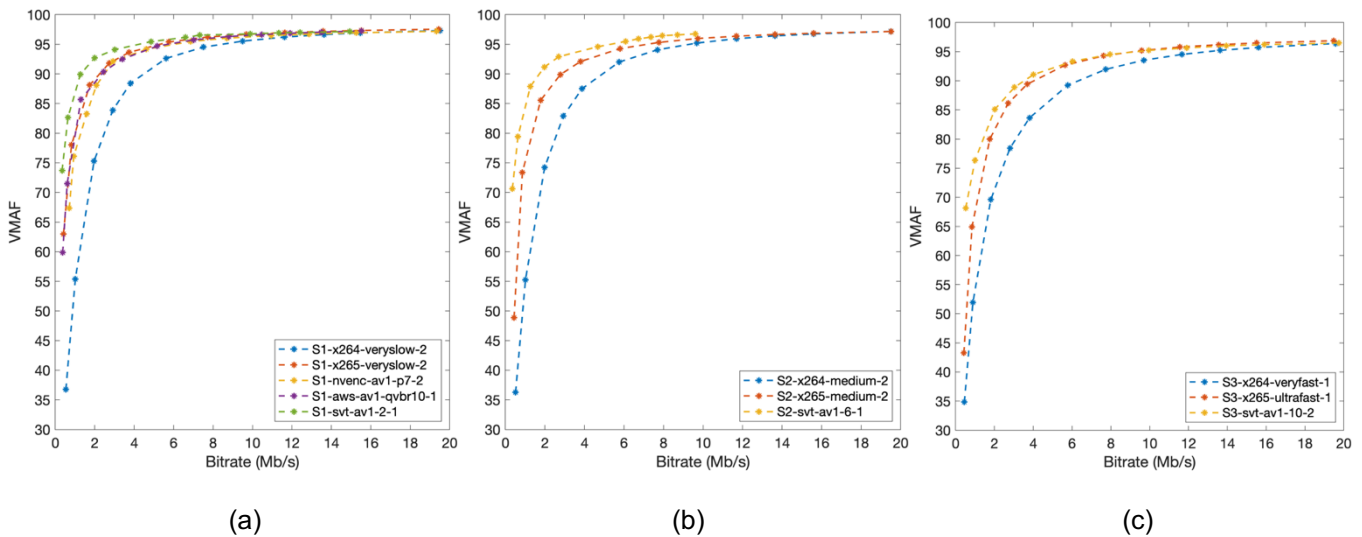 100
95
90
85
80
75
70
65
60
55
50
45
40
35
30
VMAF
0 2 4 6 8 10 12 14 16 18 20
Bitrate (Mb/s)
S1-x264-veryslow-2
S1-x265-veryslow-2
S1-nvenc-av1-p7-2
S1-aws-av1-qvbr10-1
S1-svt-av1-2-1
(a)
100
95
90
85
80
75
70
65
60
55
50
45
40
35
30
VMAF
0 2 4 6 8 10 12 14 16 18 20
Bitrate (Mb/s)
S2-x264-medium-2
S2-x265-medium-2
S2-svt-av1-6-1
(b)
100
95
90
85
80
75
70
65
60
55
50
45
40
35
30
VMAF
0 2 4 6 8 10 12 14 16 18 20
Bitrate (Mb/s)
S3-x264-veryfast-1
S3-x265-ultrafast-1
S3-svt-av1-10-2
(c)